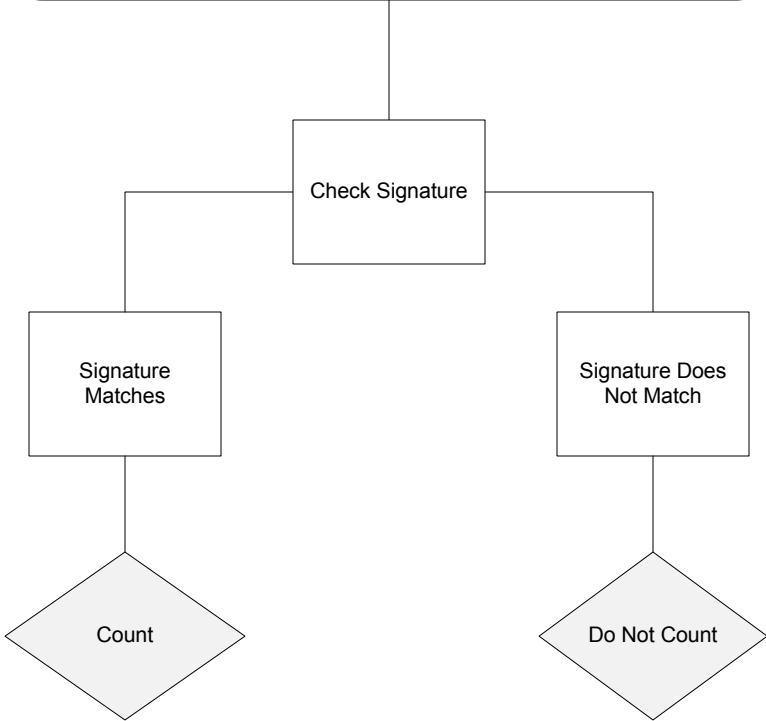 Check Signature
Signature
Matches
Signature Does
Not Match
Count
Do Not Count